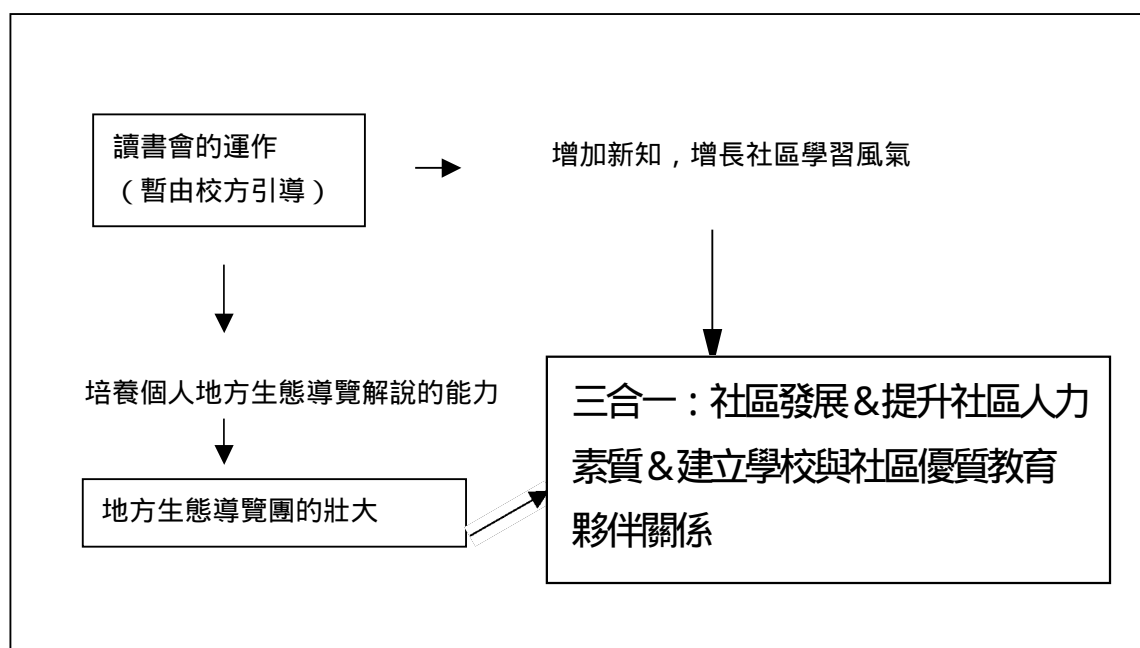 讀書會的運作
（暫由校方引導）
增加新知，增長社區學習風氣
培養個人地方生態導覽解說的能力
地方生態導覽團的壯大
三合一：社區發展＆提升社區人力
素質＆建立學校與社區優質教育
夥伴關係